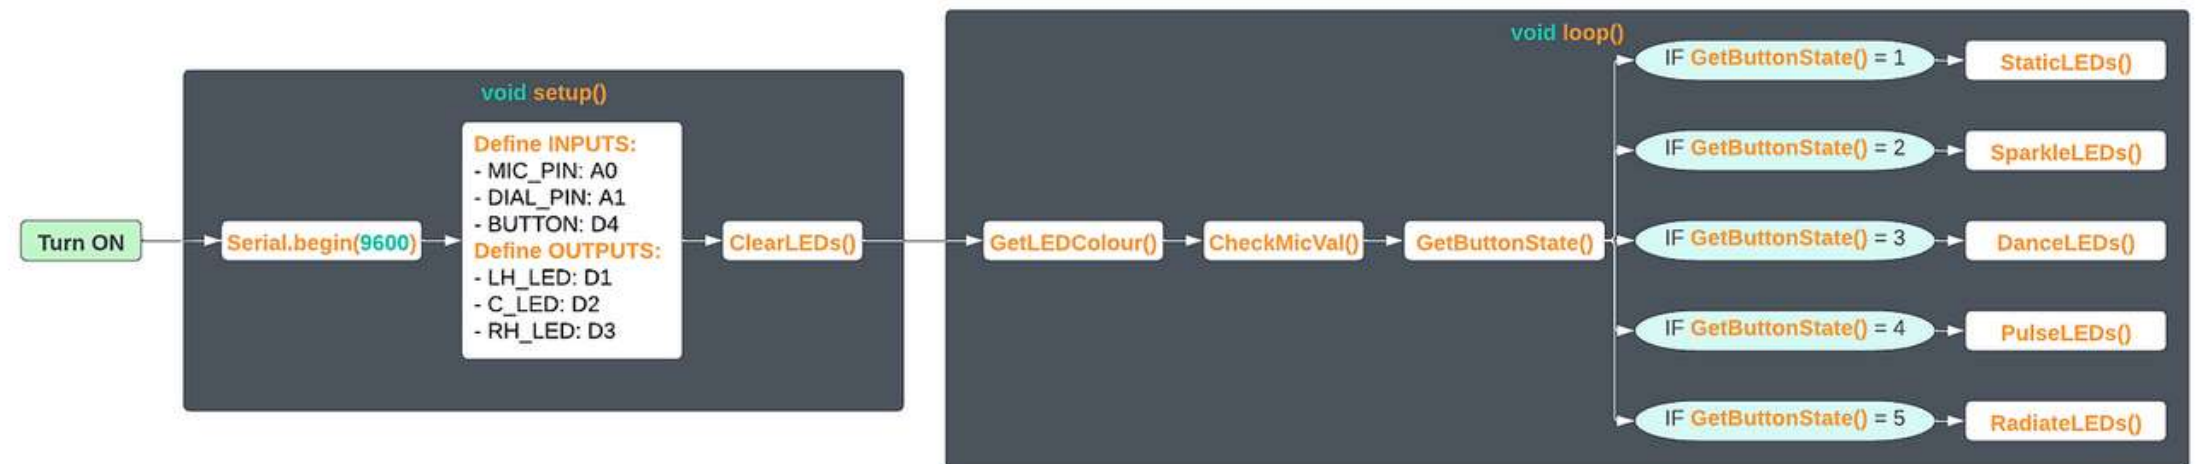 Turn ON
void setup()
Serial.begin(9600)
Define INPUTS:
- MIC_PIN: A0
- DIAL_PIN: A1
- BUTTON: D4
Define OUTPUTS:
- LH_LED: D1
- C_LED: D2
- RH_LED: D3
ClearLEDs()
void loop()
GetLEDColour()
CheckMicVal()
GetButtonState()
IF GetButtonState() = 1
StaticLEDs()
IF GetButtonState() = 2
SparkleLEDs()
IF GetButtonState() = 3
DanceLEDs()
IF GetButtonState() = 4
PulseLEDs()
IF GetButtonState() = 5
RadiateLEDs()